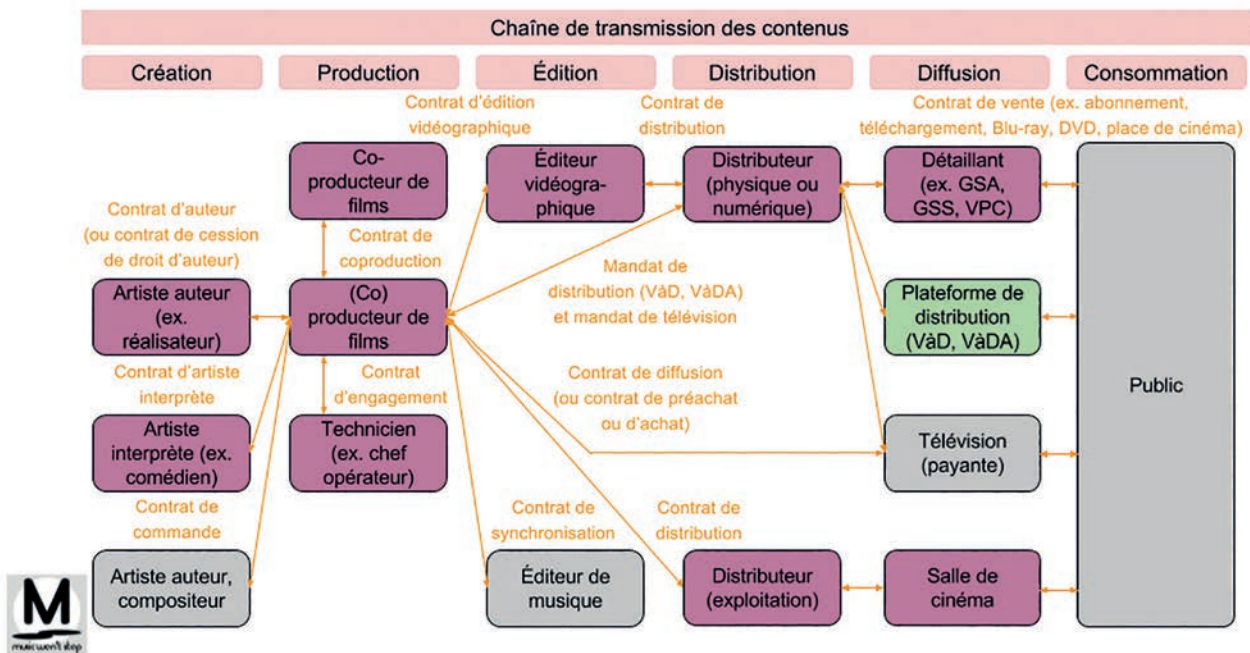 Chaîne de transmission des contenus
Création
Production
Édition
Distribution
Diffusion
Consommation
Contrat d'édition
vidéographique
Contrat de
distribution
Contrat de vente (ex. abonnement,
téléchargement, Blu-ray, DVD, place de cinéma)
Co-
producteur de
films
Éditeur
vidéogra-
phique
Distributeur
(physique ou
numérique)
Détaillant
(ex. GSA,
GSS, VPC)
Contrat d'auteur
(ou contrat de cession
de droit d'auteur)
Contrat de
coproduction
Mandat de
distribution (VàD, VàDA)
et mandat de télévision
Artiste auteur
(ex.
réalisateur)
(Co)
producteur de
films
Plateforme de
distribution
(VàD, VàDA)
Public
Contrat d'artiste
interprète
Contrat
d'engagement
Contrat de diffusion
(ou contrat de préachat
ou d'achat)
Artiste
interprète (ex.
comédien)
Technicien
(ex. chef
opérateur)
Télévision
(payante)
Contrat de
commande
Contrat de
synchronisation
Contrat de
distribution
Artiste auteur,
compositeur
Éditeur de
musique
Distributeur
(exploitation)
Salle de
cinéma
M
music won't stop